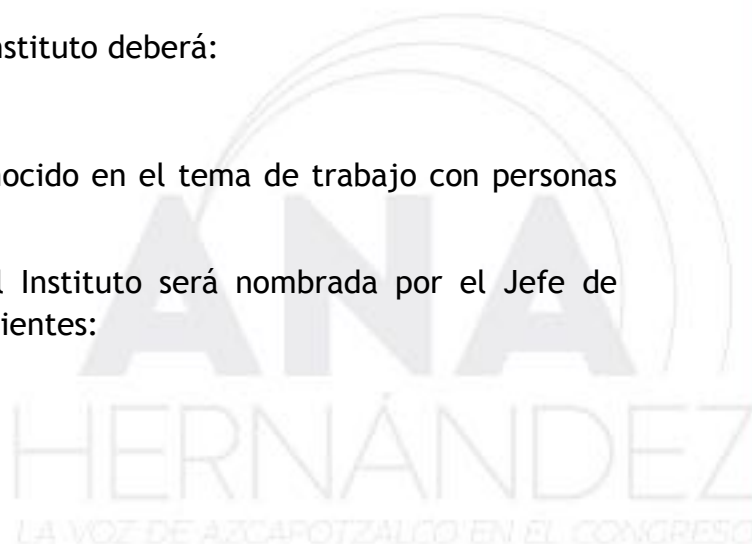 nstituto deberá:
nocido en el tema de trabajo con personas
l Instituto será nombrada por el Jefe de
ientes:
ANA
HERNÁNDEZ
LA VOZ DE AZCAPOTZALCO EN EL CONGRESO